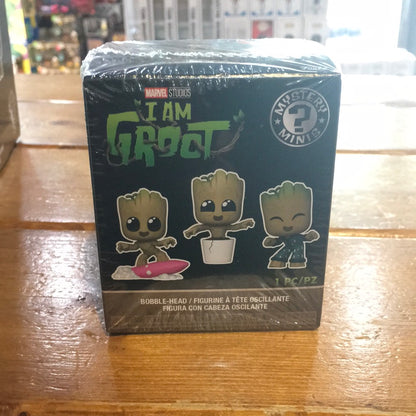 MARVEL STUDIOS
I AM
GROOT
MYSTERY
?
MINIS
1 PC/PZ
BOBBLE-HEAD / FIGURINE À TÊTE OSCILLANTE
FIGURA CON CABEZA OSCILANTE